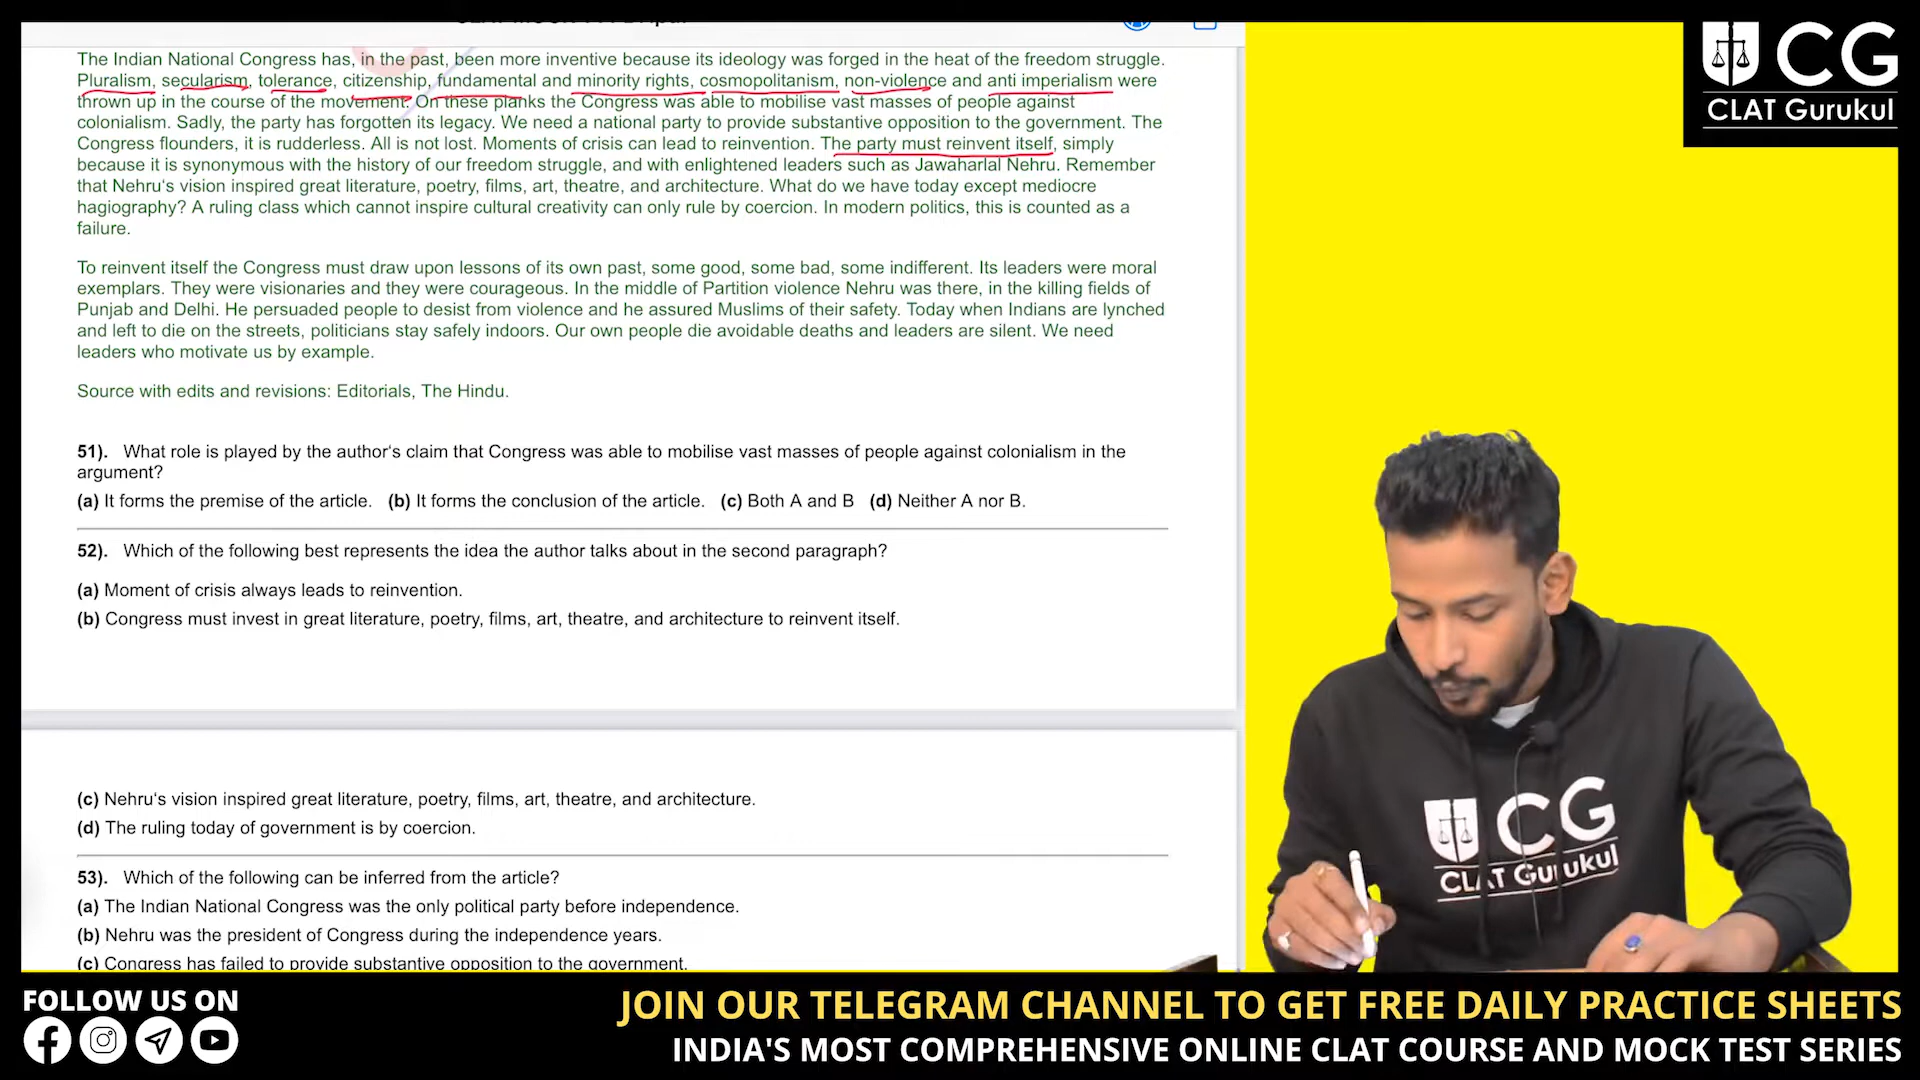 The Indian National Congress has, in the past, been more inventive because its ideology was forged in the heat of the freedom struggle.
Pluralism, secularism, tolerance, citizenship, fundamental and minority rights, cosmopolitanism, non-violence and anti imperialism were
thrown up in the course of the movement. On these planks the Congress was able to mobilise vast masses of people against
colonialism. Sadly, the party has forgotten its legacy. We need a national party to provide substantive opposition to the government. The
Congress flounders, it is rudderless. All is not lost. Moments of crisis can lead to reinvention. The party must reinvent itself, simply
because it is synonymous with the history of our freedom struggle, and with enlightened leaders such as Jawaharlal Nehru. Remember
that Nehru's vision inspired great literature, poetry, films, art, theatre, and architecture. What do we have today except mediocre
hagiography? A ruling class which cannot inspire cultural creativity can only rule by coercion. In modern politics, this is counted as a
failure.
To reinvent itself the Congress must draw upon lessons of its own past, some good, some bad, some indifferent. Its leaders were moral
exemplars. They were visionaries and they were courageous. In the middle of Partition violence Nehru was there, in the killing fields of
Punjab and Delhi. He persuaded people to desist from violence and he assured Muslims of their safety. Today when Indians are lynched
and left to die on the streets, politicians stay safely indoors. Our own people die avoidable deaths and leaders are silent. We need
leaders who motivate us by example.
Source with edits and revisions: Editorials, The Hindu.
51). What role is played by the author's claim that Congress was able to mobilise vast masses of people against colonialism in the
argument?
(a) It forms the premise of the article. (b) It forms the conclusion of the article. (c) Both A and B (d) Neither A nor B.
52). Which of the following best represents the idea the author talks about in the second paragraph?
(a) Moment of crisis always leads to reinvention.
(b) Congress must invest in great literature, poetry, films, art, theatre, and architecture to reinvent itself.
(c) Nehru's vision inspired great literature, poetry, films, art, theatre, and architecture.
(d) The ruling today of government is by coercion.
53). Which of the following can be inferred from the article?
(a) The Indian National Congress was the only political party before independence.
(b) Nehru was the president of Congress during the independence years.
(c) Congress has failed to provide substantive opposition to the government.
CG
CLAT Gurukul
CG
CLAT Gurukul
FOLLOW US ON
JOIN OUR TELEGRAM CHANNEL TO GET FREE DAILY PRACTICE SHEETS
INDIA'S MOST COMPREHENSIVE ONLINE CLAT COURSE AND MOCK TEST SERIES